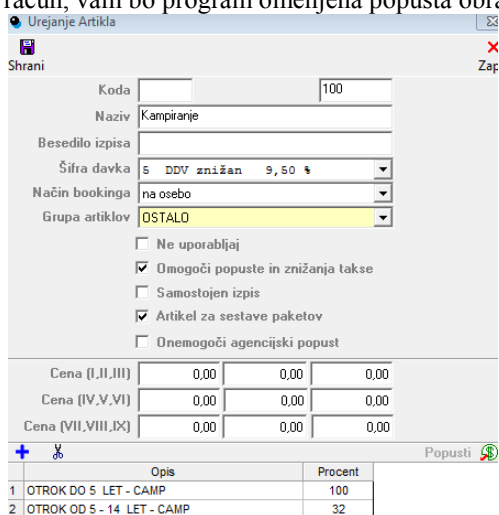 račun, vam bo program omenjena popusta obra
Urejanje Artikla
Shrani
Zap
Koda 100
Naziv Kampiranje
Besedilo izpisa
Šifra davka 5 DDV znižan 9,50 %
Način bookinga na osebo
Grupa artiklov OSTALO
Ne uporabljaj
Omogoči popuste in znižanja takse
Samostojen izpis
Artikel za sestave paketov
Onemogoči agencijski popust
Cena (I,II,III) 0,00 0,00 0,00
Cena (IV,V,VI) 0,00 0,00 0,00
Cena (VII,VIII,IX) 0,00 0,00 0,00
Popusti
Opis Procent
1 OTROK DO 5 LET - CAMP 100
2 OTROK OD 5 - 14 LET - CAMP 32